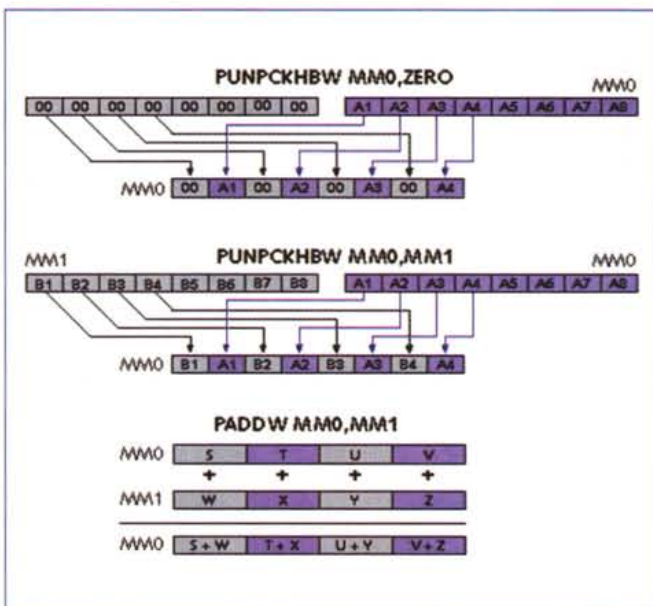 PUNPCKHBW MM0,ZERO
MM0
00 00 00 00 00 00 00 00 A1 A2 A3 A4 A5 A6 A7 A8
MM0 00 A1 00 A2 00 A3 00 A4
PUNPCKHBW MM0,MM1
MM1 MM0
B1 B2 B3 B4 B5 B6 B7 B8 A1 A2 A3 A4 A5 A6 A7 A8
MM0 B1 A1 B2 A2 B3 A3 B4 A4
PADDW MM0,MM1
MM0 S T U V
+ + + +
MM1 W X Y Z
MM0 S+W T+X U+Y V+Z